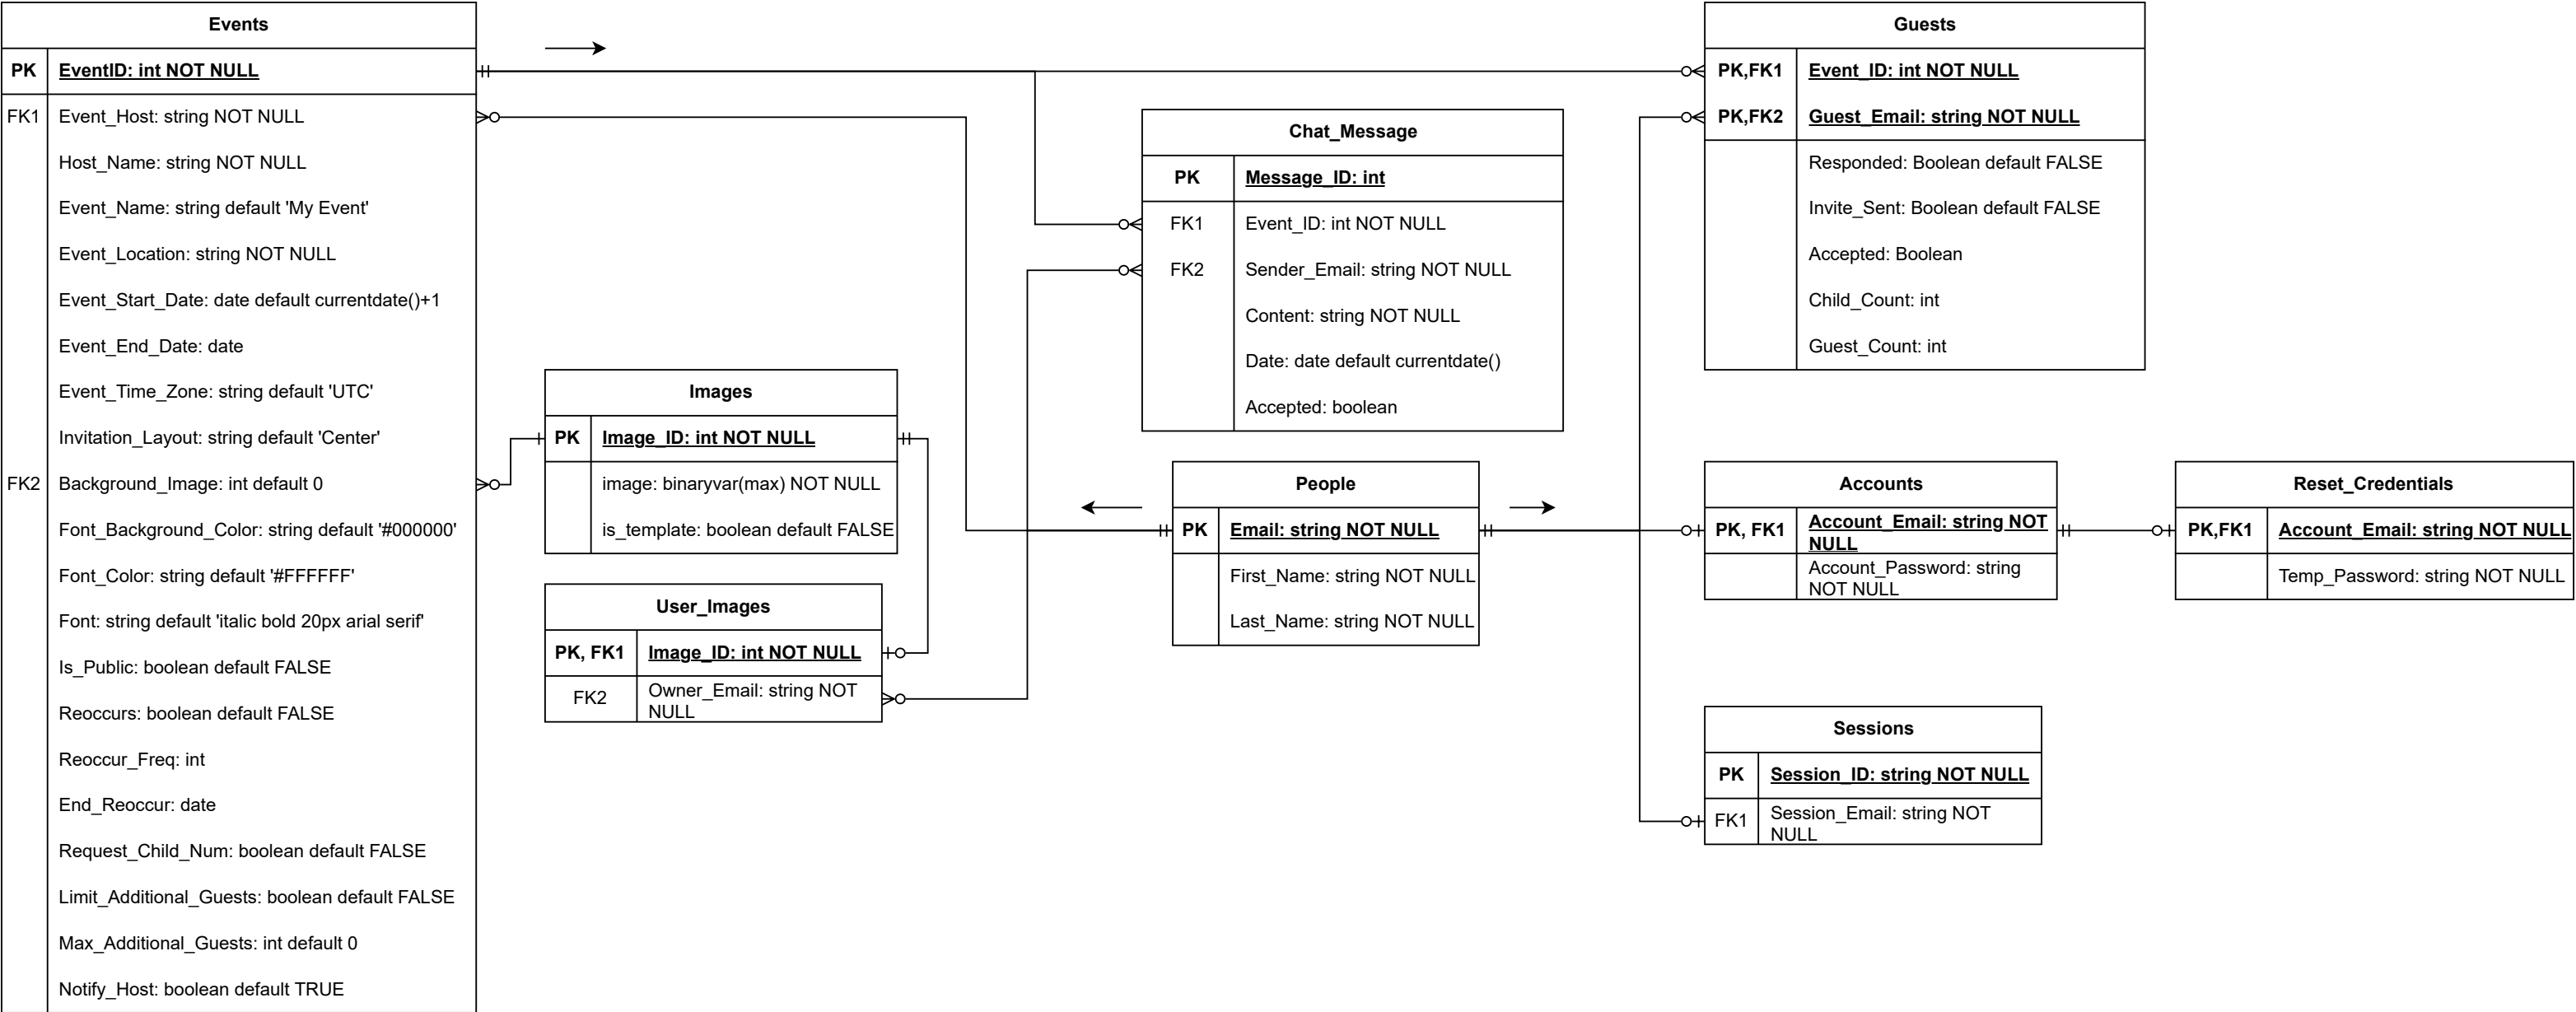 Events
PK EventID: int NOT NULL
FK1 Event_Host: string NOT NULL
Host_Name: string NOT NULL
Event_Name: string default 'My Event'
Event_Location: string NOT NULL
Event_Start_Date: date default currentdate()+1
Event_End_Date: date
Event_Time_Zone: string default 'UTC'
Invitation_Layout: string default 'Center'
FK2 Background_Image: int default 0
Font_Background_Color: string default '#000000'
Font_Color: string default '#FFFFFF'
Font: string default 'italic bold 20px arial serif'
Is_Public: boolean default FALSE
Reoccurs: boolean default FALSE
Reoccur_Freq: int
End_Reoccur: date
Request_Child_Num: boolean default FALSE
Limit_Additional_Guests: boolean default FALSE
Max_Additional_Guests: int default 0
Notify_Host: boolean default TRUE
Images
PK Image_ID: int NOT NULL
image: binaryvar(max) NOT NULL
is_template: boolean default FALSE
User_Images
PK, FK1 Image_ID: int NOT NULL
FK2 Owner_Email: string NOT
NULL
Chat_Message
PK Message_ID: int
FK1 Event_ID: int NOT NULL
FK2 Sender_Email: string NOT NULL
Content: string NOT NULL
Date: date default currentdate()
Accepted: boolean
People
PK Email: string NOT NULL
First_Name: string NOT NULL
Last_Name: string NOT NULL
Guests
PK,FK1 Event_ID: int NOT NULL
PK,FK2 Guest_Email: string NOT NULL
Responded: Boolean default FALSE
Invite_Sent: Boolean default FALSE
Accepted: Boolean
Child_Count: int
Guest_Count: int
Accounts
PK, FK1 Account_Email: string NOT
NULL
Account_Password: string
NOT NULL
Reset_Credentials
PK,FK1 Account_Email: string NOT NULL
Temp_Password: string NOT NULL
Sessions
PK Session_ID: string NOT NULL
FK1 Session_Email: string NOT
NULL